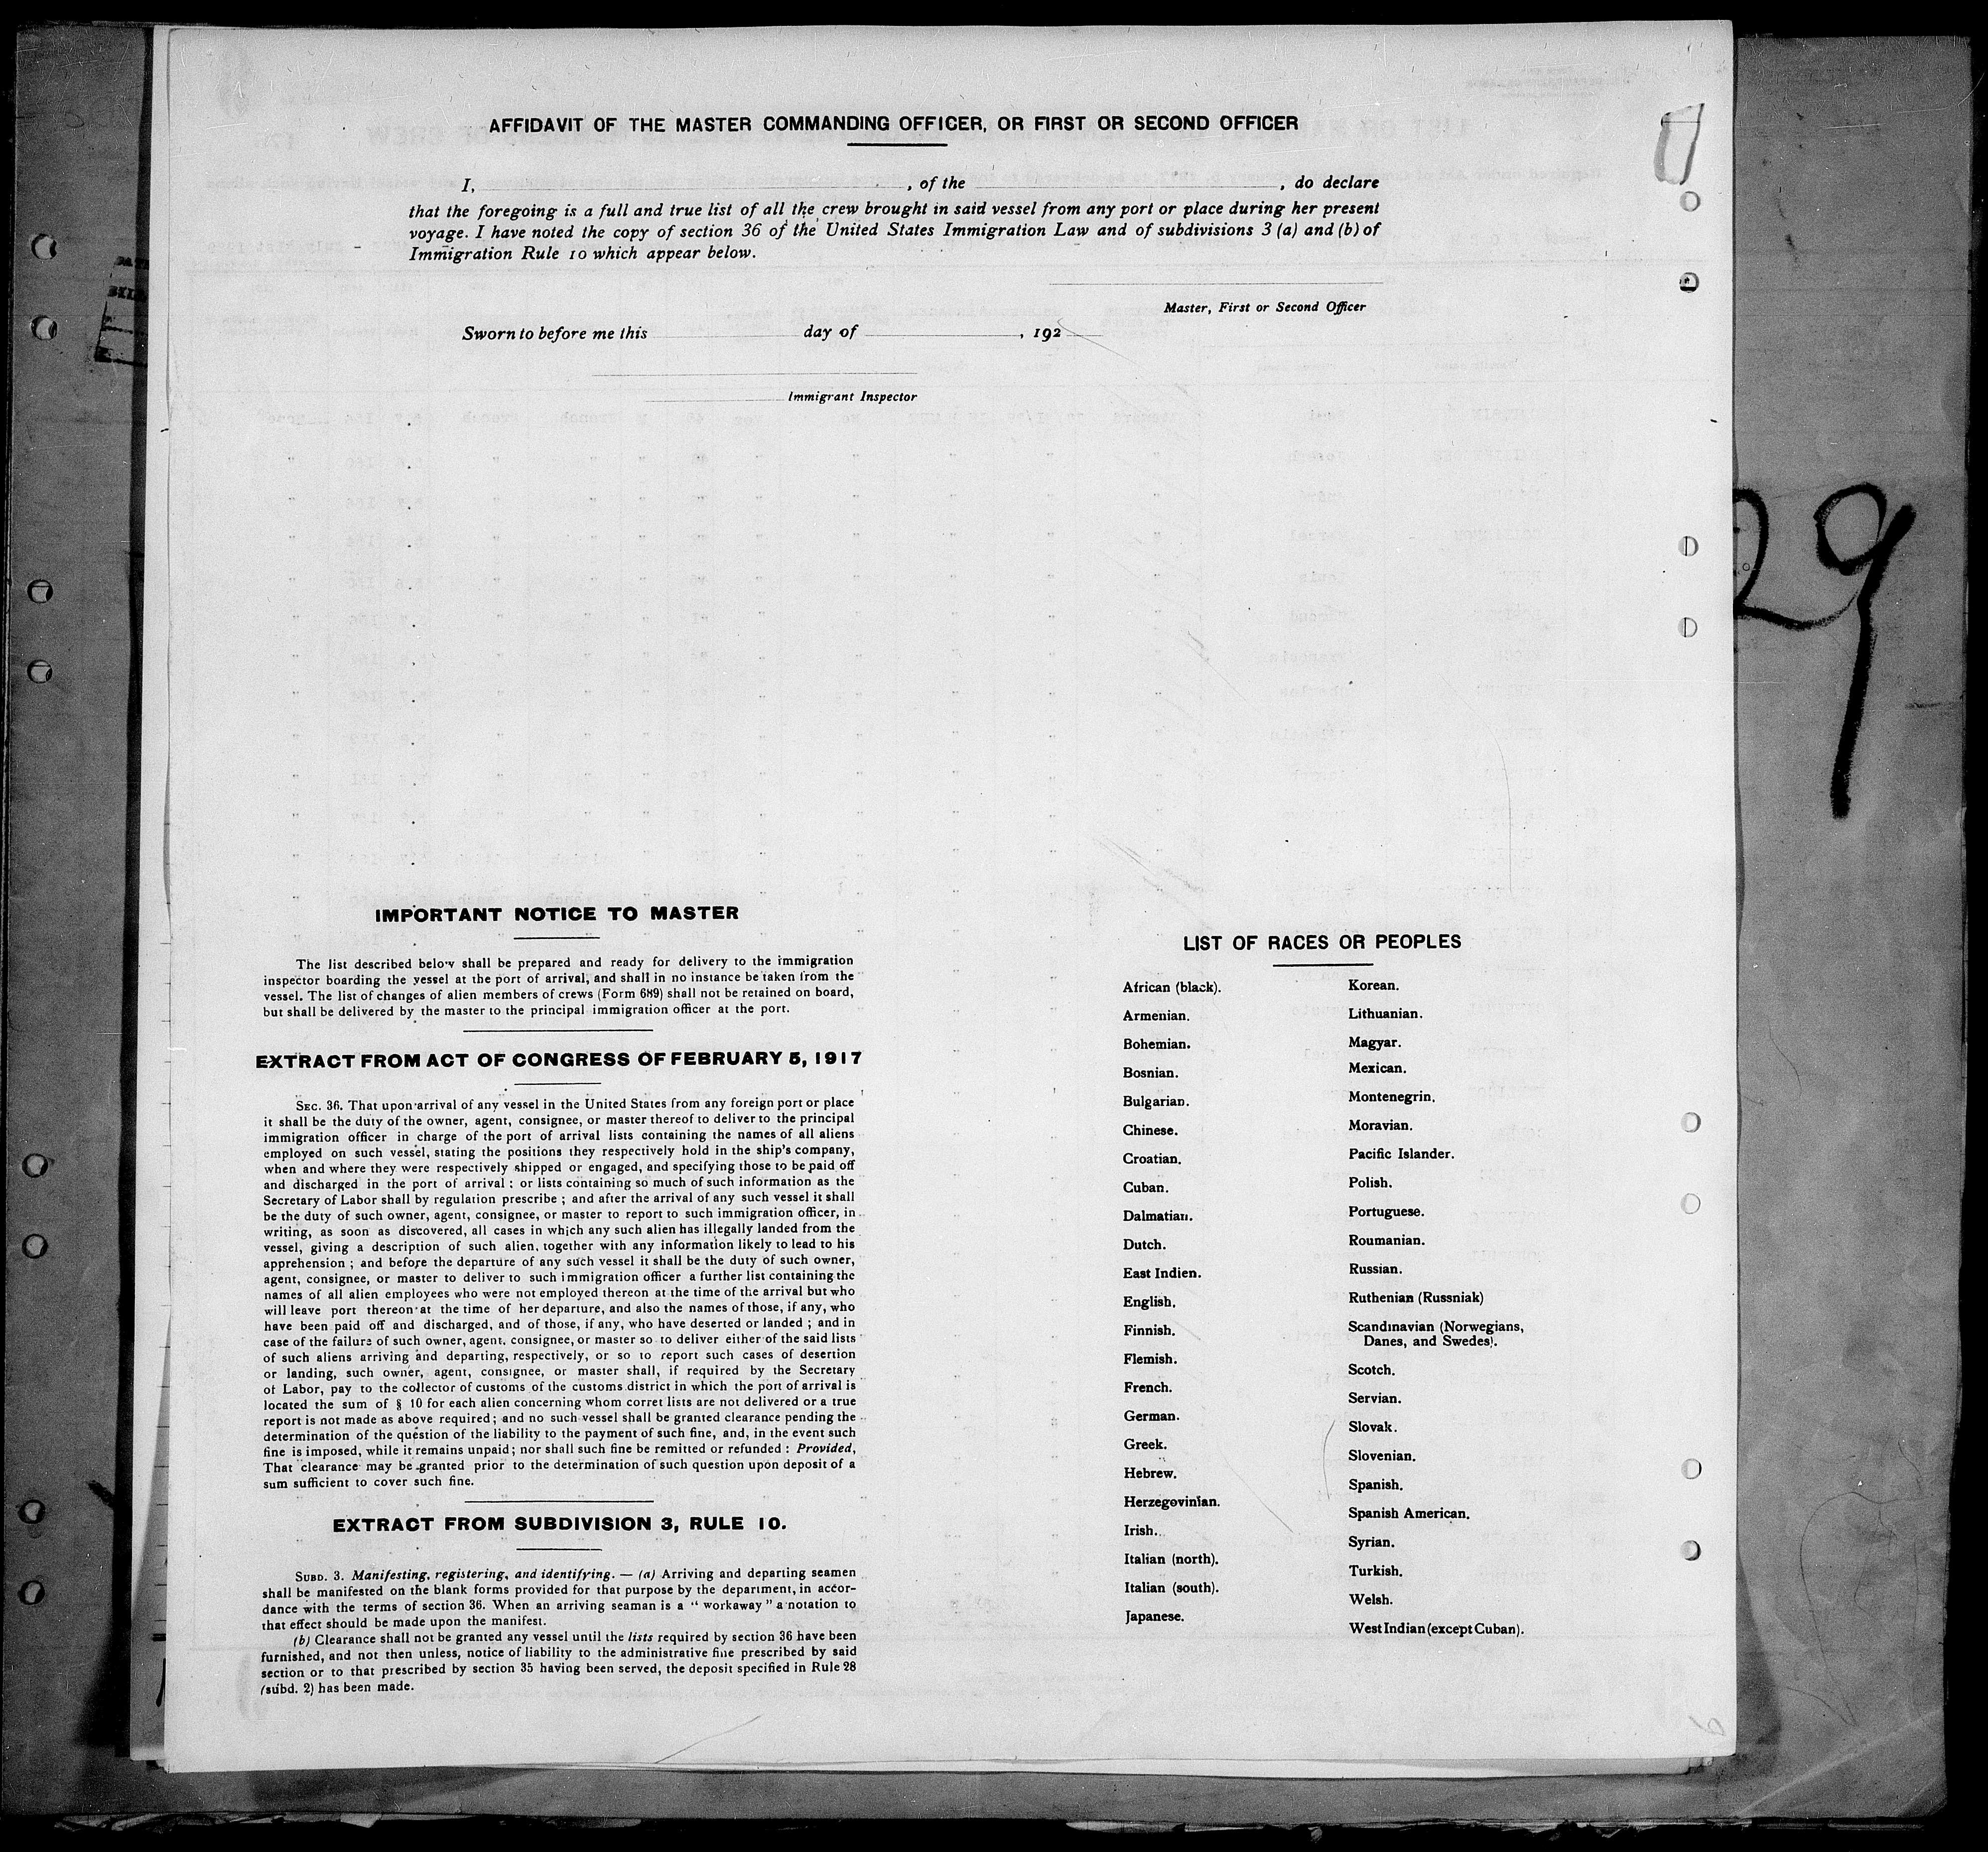 AFFIDAVIT OF THE MASTER COMMANDING OFFICER, OR FIRST OR SECOND OFFICER
I, , of the , do declare
that the foregoing is a full and true list of all the crew brought in said vessel from any port or place during her present
voyage. I have noted the copy of section 36 of the United States Immigration Law and of subdivisions 3 (a) and (b) of
Immigration Rule 10 which appear below.
Master, First or Second Officer
Sworn to before me this day of , 192
Immigrant Inspector
29
IMPORTANT NOTICE TO MASTER
The list described below shall be prepared and ready for delivery to the immigration
inspector boarding the vessel at the port of arrival, and shall in no instance be taken from the
vessel. The list of changes of alien members of crews (Form 689) shall not be retained on board,
but shall be delivered by the master to the principal immigration officer at the port.
EXTRACT FROM ACT OF CONGRESS OF FEBRUARY 5, 1917
SEC. 36. That upon arrival of any vessel in the United States from any foreign port or place
it shall be the duty of the owner, agent, consignee, or master thereof to deliver to the principal
immigration officer in charge of the port of arrival lists containing the names of all aliens
employed on such vessel, stating the positions they respectively hold in the ship's company,
when and where they were respectively shipped or engaged, and specifying those to be paid off
and discharged in the port of arrival : or lists containing so much of such information as the
Secretary of Labor shall by regulation prescribe ; and after the arrival of any such vessel it shall
be the duty of such owner, agent, consignee, or master to report to such immigration officer, in
writing, as soon as discovered, all cases in which any such alien has illegally landed from the
vessel, giving a description of such alien, together with any information likely to lead to his
apprehension ; and before the departure of any such vessel it shall be the duty of such owner,
agent, consignee, or master to deliver to such immigration officer a further list containing the
names of all alien employees who were not employed thereon at the time of the arrival but who
will leave port thereon at the time of her departure, and also the names of those, if any, who
have been paid off and discharged, and of those, if any, who have deserted or landed ; and in
case of the failure of such owner, agent, consignee, or master so to deliver either of the said lists
of such aliens arriving and departing, respectively, or so to report such cases of desertion
or landing, such owner, agent, consignee, or master shall, if required by the Secretary
of Labor, pay to the collector of customs of the customs district in which the port of arrival is
located the sum of § 10 for each alien concerning whom corret lists are not delivered or a true
report is not made as above required ; and no such vessel shall be granted clearance pending the
determination of the question of the liability to the payment of such fine, and, in the event such
fine is imposed, while it remains unpaid ; nor shall such fine be remitted or refunded : Provided,
That clearance may be granted prior to the determination of such question upon deposit of a
sum sufficient to cover such fine.
EXTRACT FROM SUBDIVISION 3, RULE 10.
SUBD. 3. Manifesting, registering, and identifying. — (a) Arriving and departing seamen
shall be manifested on the blank forms provided for that purpose by the department, in accor-
dance with the terms of section 36. When an arriving seaman is a " workaway " a notation to
that effect should be made upon the manifest.
(b) Clearance shall not be granted any vessel until the lists required by section 36 have been
furnished, and not then unless, notice of liability to the administrative fine prescribed by said
section or to that prescribed by section 35 having been served, the deposit specified in Rule 28
(subd. 2) has been made.
LIST OF RACES OR PEOPLES
African (black).
Armenian.
Bohemian.
Bosnian.
Bulgarian.
Chinese.
Croatian.
Cuban.
Dalmatian.
Dutch.
East Indien.
English.
Finnish.
Flemish.
French.
German.
Greek.
Hebrew.
Herzegovinian.
Irish.
Italian (north).
Italian (south).
Japanese.
Korean.
Lithuanian.
Magyar.
Mexican.
Montenegrin.
Moravian.
Pacific Islander.
Polish.
Portuguese.
Roumanian.
Russian.
Ruthenian (Russniak)
Scandinavian (Norwegians,
Danes, and Swedes).
Scotch.
Servian.
Slovak.
Slovenian.
Spanish.
Spanish American.
Syrian.
Turkish.
Welsh.
West Indian (except Cuban).